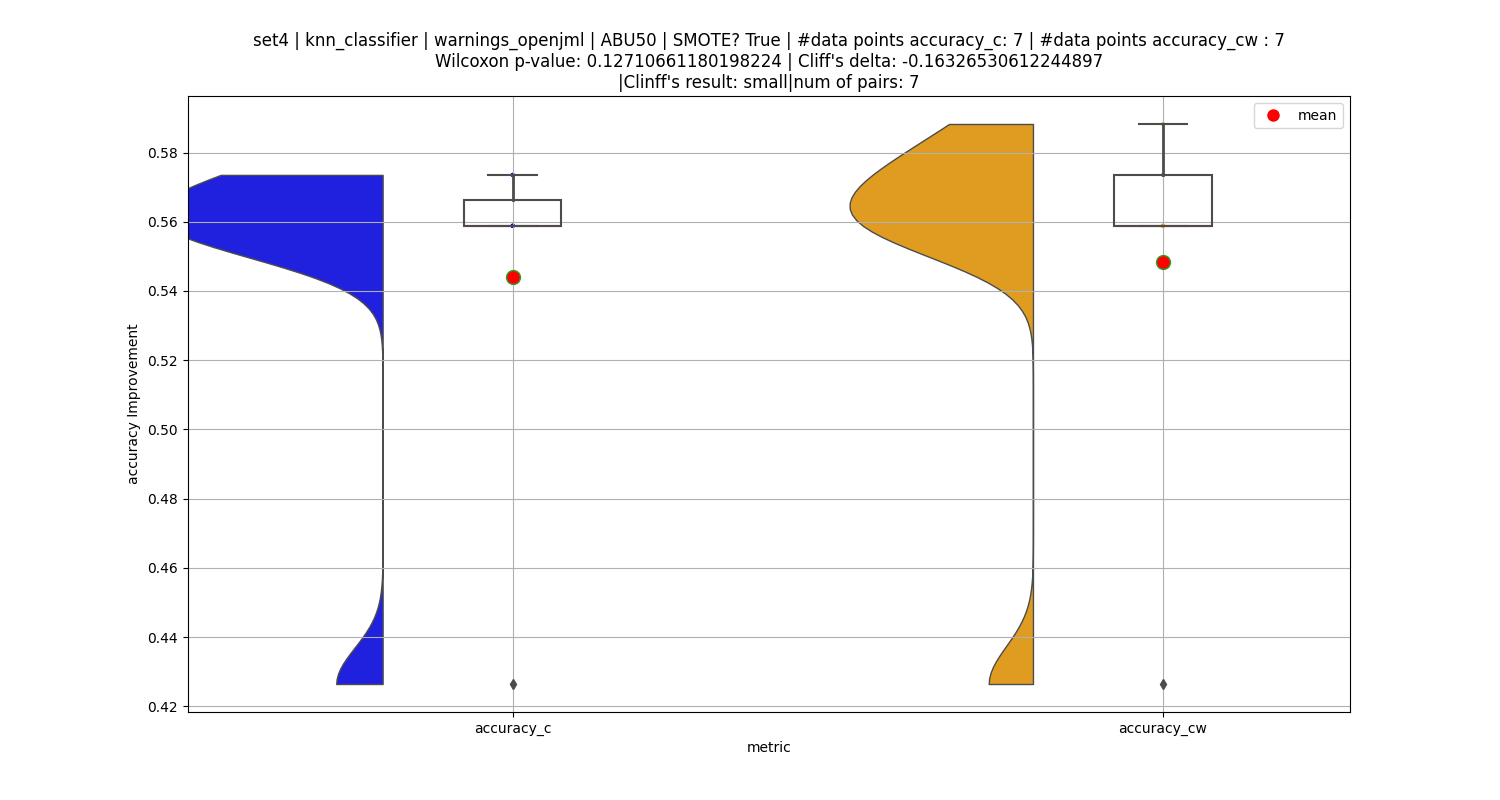 set4 | knn_classifier | warnings_openjml | ABU50 | SMOTE? True | #data points accuracy_c: 7 | #data points accuracy_cw : 7
Wilcoxon p-value: 0.12710661180198224 | Cliff's delta: -0.16326530612244897
|Clinff's result: small|num of pairs: 7
mean
0.58
0.56
0.54
0.52
0.50
0.48
0.46
0.44
0.42
accuracy Improvement
accuracy_c
accuracy_cw
metric